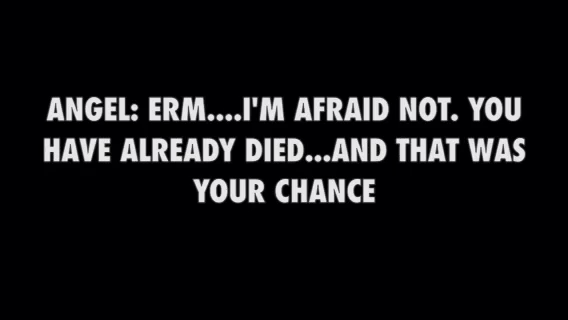 ANGEL: ERM....I'M AFRAID NOT. YOU
HAVE ALREADY DIED...AND THAT WAS
YOUR CHANCE